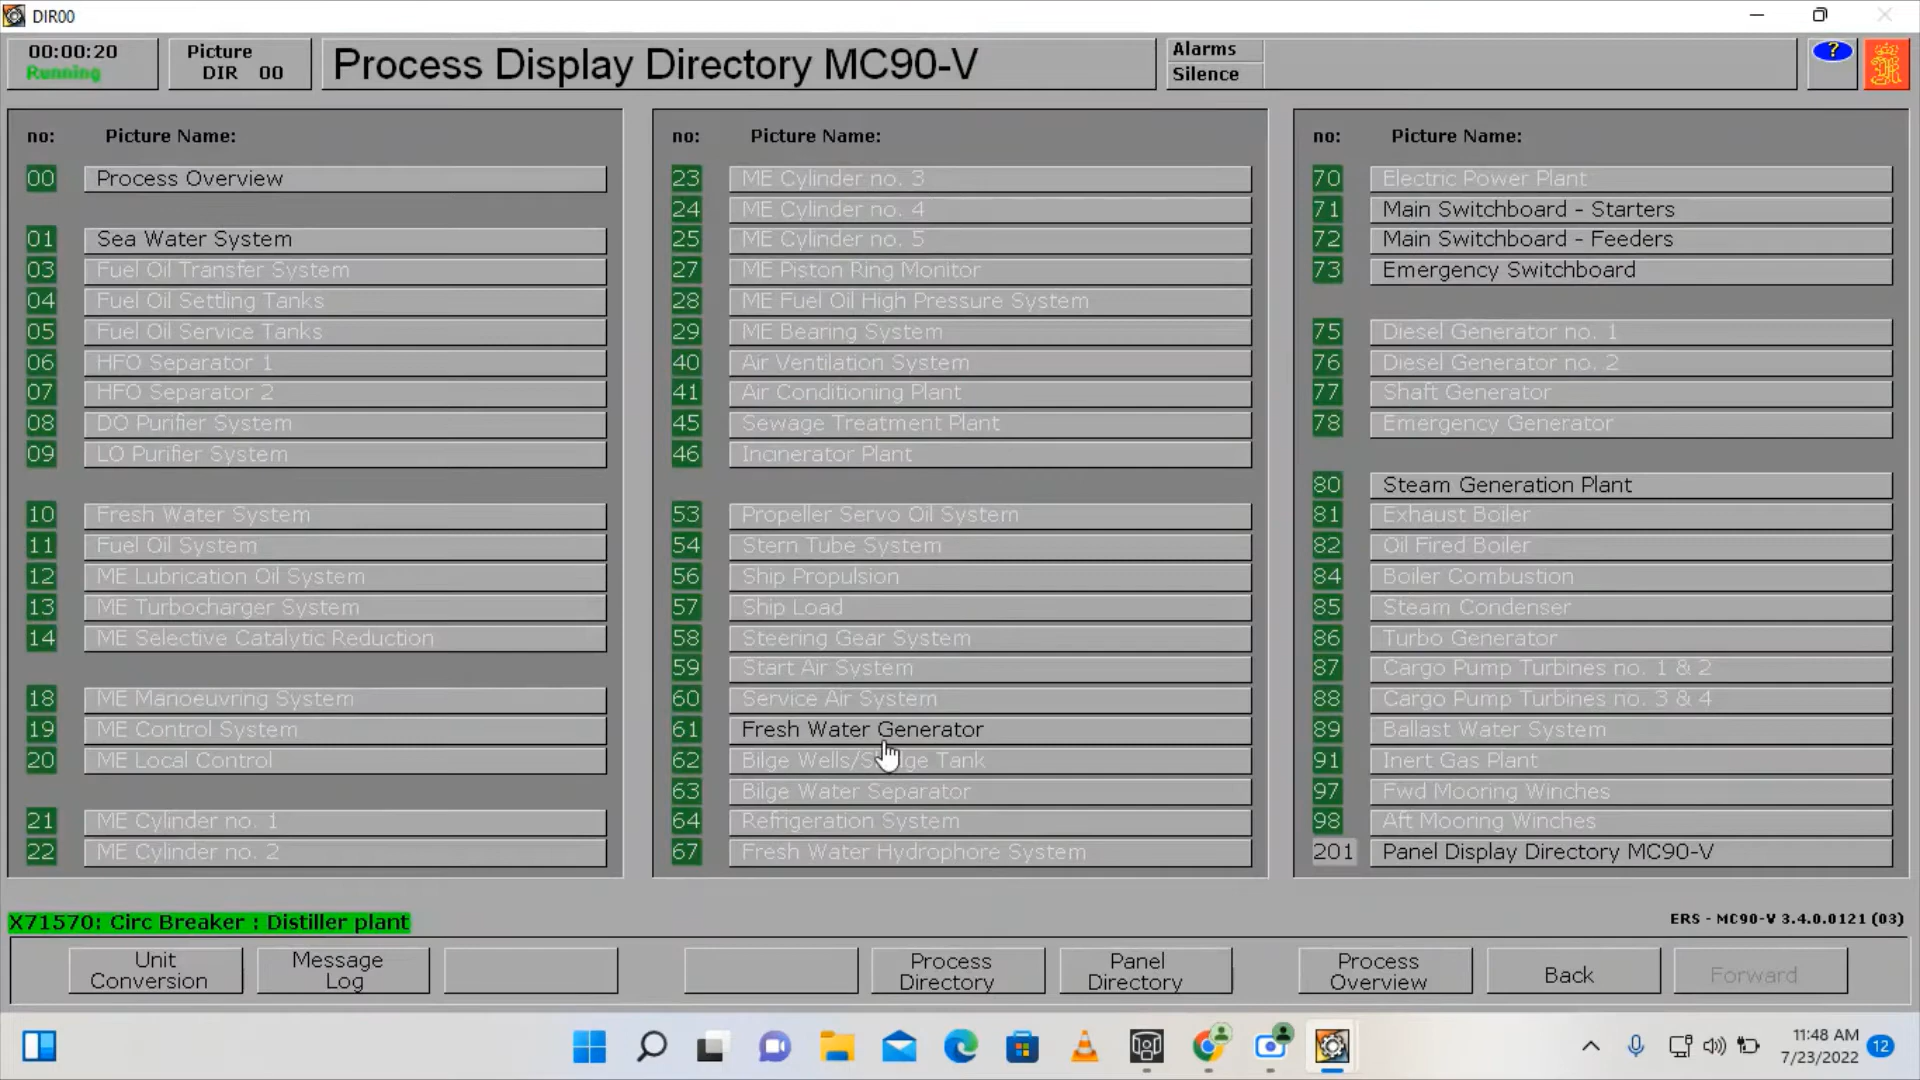 DIR00
00:00:20
Running
Picture
DIR 00
Process Display Directory MC90-V
Alarms
Silence
?
no: Picture Name:
00 Process Overview
01 Sea Water System
03 Fuel Oil Transfer System
04 Fuel Oil Settling Tanks
05 Fuel Oil Service Tanks
06 HFO Separator 1
07 HFO Separator 2
08 DO Purifier System
09 LO Purifier System
10 Fresh Water System
11 Fuel Oil System
12 ME Lubrication Oil System
13 ME Turbocharger System
14 ME Selective Catalytic Reduction
18 ME Manoeuvring System
19 ME Control System
20 ME Local Control
21 ME Cylinder no. 1
22 ME Cylinder no. 2
no: Picture Name:
23 ME Cylinder no. 3
24 ME Cylinder no. 4
25 ME Cylinder no. 5
27 ME Piston Ring Monitor
28 ME Fuel Oil High Pressure System
29 ME Bearing System
40 Air Ventilation System
41 Air Conditioning Plant
45 Sewage Treatment Plant
46 Incinerator Plant
53 Propeller Servo Oil System
54 Stern Tube System
56 Ship Propulsion
57 Ship Load
58 Steering Gear System
59 Start Air System
60 Service Air System
61 Fresh Water Generator
62 Bilge Wells/ Tank
63 Bilge Water Separator
64 Refrigeration System
67 Fresh Water Hydrophore System
no: Picture Name:
70 Electric Power Plant
71 Main Switchboard - Starters
72 Main Switchboard - Feeders
73 Emergency Switchboard
75 Diesel Generator no. 1
76 Diesel Generator no. 2
77 Shaft Generator
78 Emergency Generator
80 Steam Generation Plant
81 Exhaust Boiler
82 Oil Fired Boiler
84 Boiler Combustion
85 Steam Condenser
86 Turbo Generator
87 Cargo Pump Turbines no. 1 & 2
88 Cargo Pump Turbines no. 3 & 4
89 Ballast Water System
91 Inert Gas Plant
97 Fwd Mooring Winches
98 Aft Mooring Winches
201 Panel Display Directory MC90-V
X71570: Circ Breaker : Distiller plant
ERS - MC90-V 3.4.0.0121 (03)
Unit
Conversion
Message
Log
Process
Directory
Panel
Directory
Process
Overview
Back
Forward
11:48 AM
7/23/2022
12